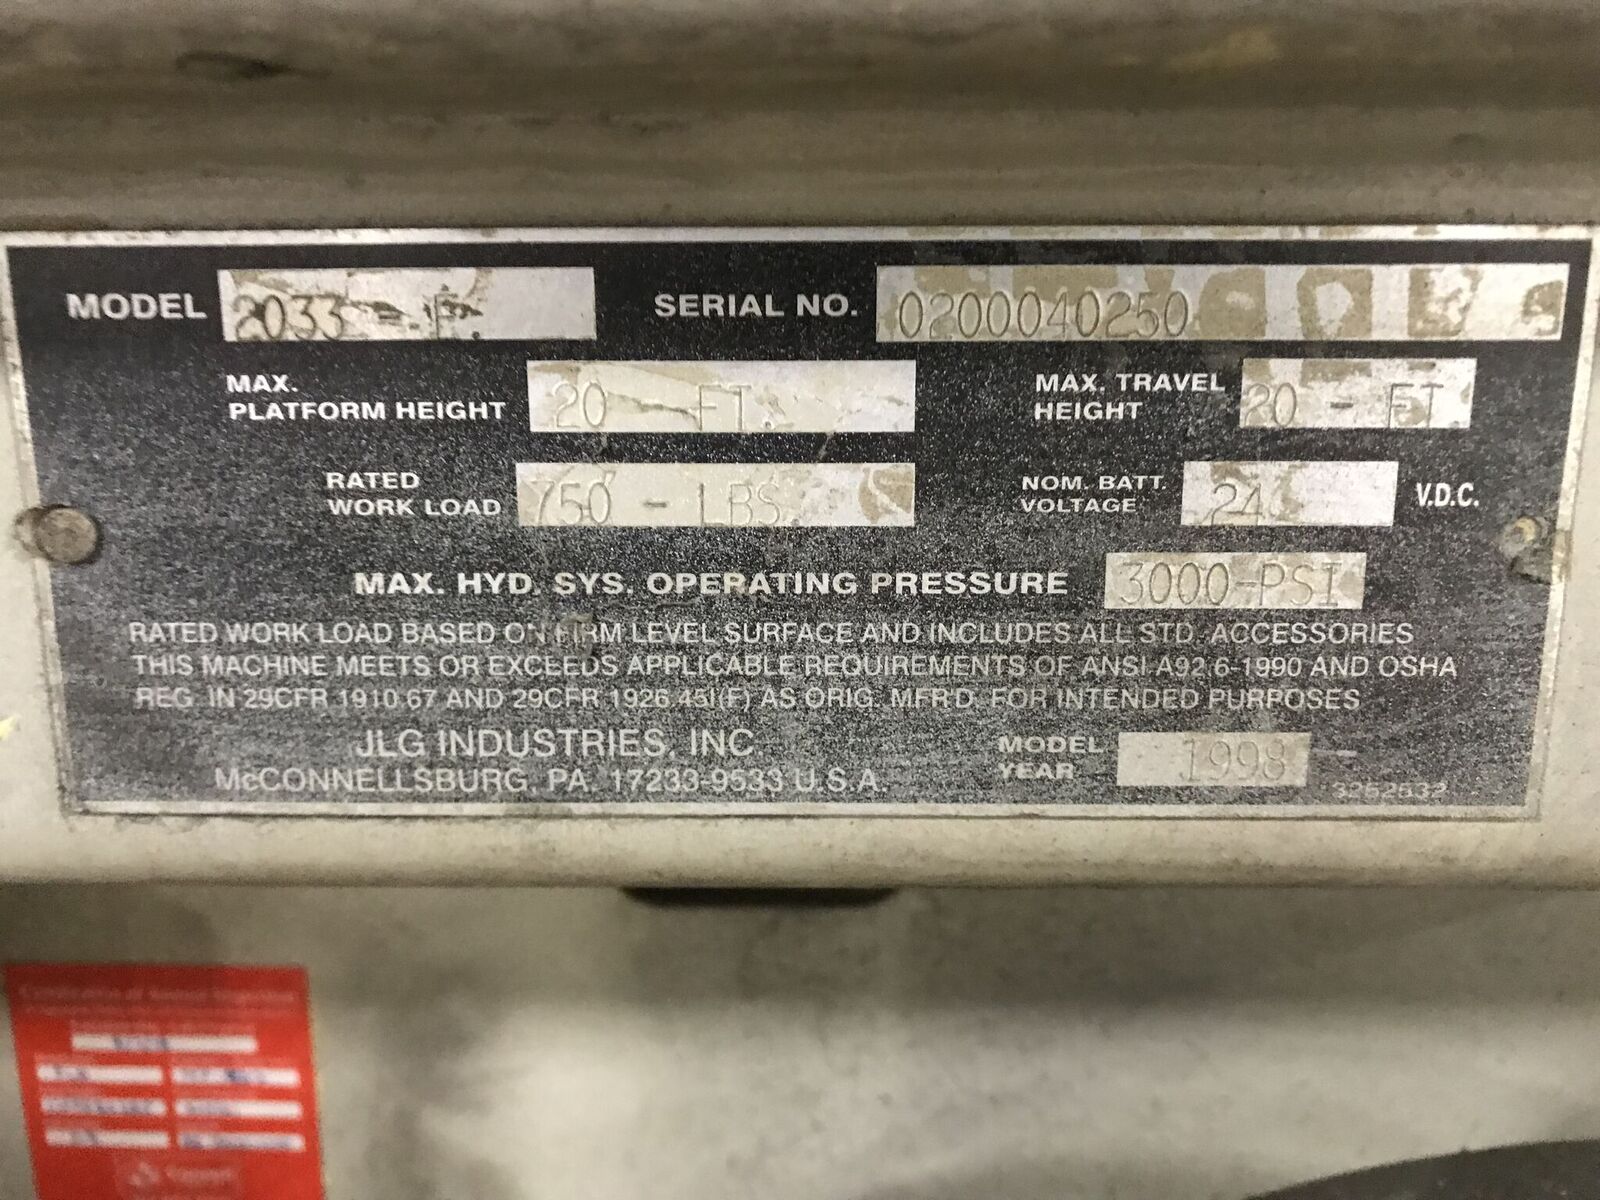 MODEL 2033 - E. SERIAL NO. 0200040250
MAX. PLATFORM HEIGHT 20 FT. MAX. TRAVEL HEIGHT 20 - FT.
RATED WORK LOAD 750 - LBS. NOM. BATT. VOLTAGE 24 V.D.C.
MAX. HYD. SYS. OPERATING PRESSURE 3000-PSI
RATED WORK LOAD BASED ON FIRM LEVEL SURFACE AND INCLUDES ALL STD. ACCESSORIES
THIS MACHINE MEETS OR EXCEEDS APPLICABLE REQUIREMENTS OF ANSI A92.6-1990 AND OSHA
REG. IN 29CFR 1910.67 AND 29CFR 1926.451(F) AS ORIG. MFR'D. FOR INTENDED PURPOSES
JLG INDUSTRIES, INC. MODEL YEAR 1998
McCONNELLSBURG, PA. 17233-9533 U.S.A. 3252532